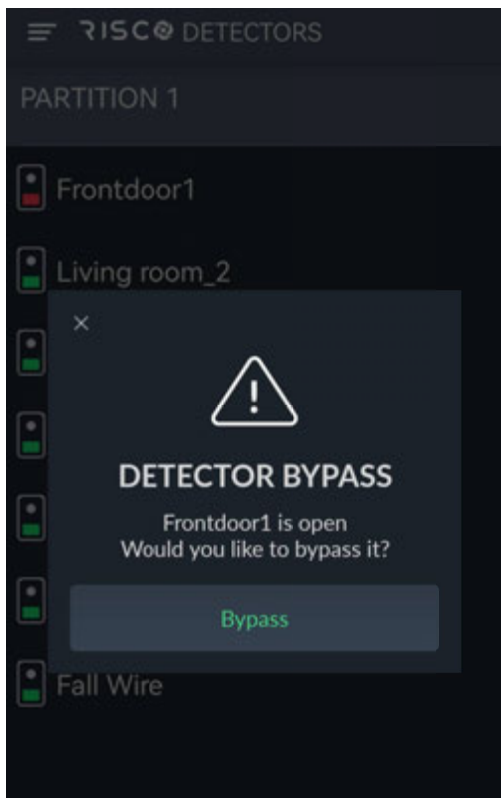 RISCO DETECTORS
PARTITION 1
Frontdoor1
Living room_2
DETECTOR BYPASS
Frontdoor1 is open
Would you like to bypass it?
Bypass
Fall Wire